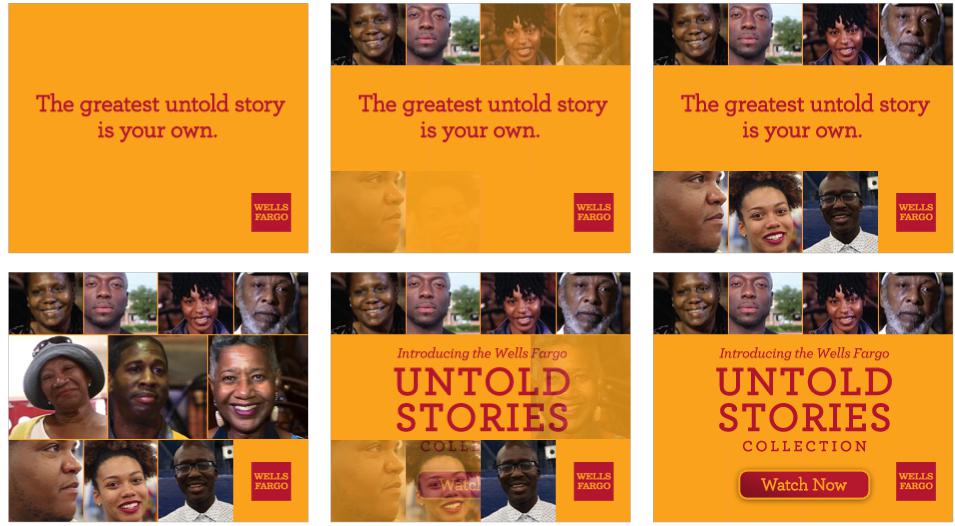 The greatest untold story
is your own.
WELLS
FARGO
The greatest untold story
is your own.
WELLS
FARGO
The greatest untold story
is your own.
WELLS
FARGO
WELLS
FARGO
Introducing the Wells Fargo
UNTOLD
STORIES
WELLS
FARGO
Introducing the Wells Fargo
UNTOLD
STORIES
COLLECTION
Watch Now
WELLS
FARGO